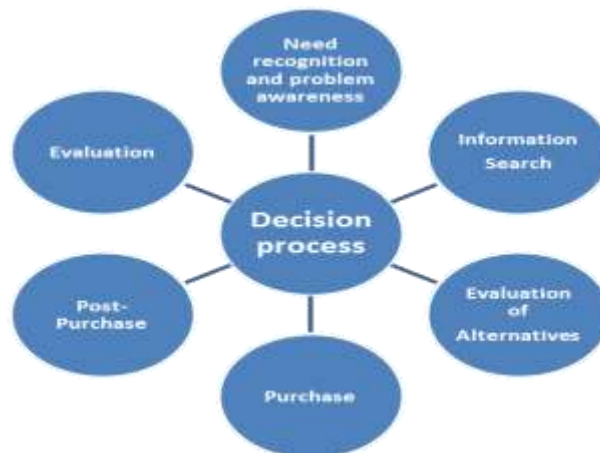 Need
recognition
and problem
awareness
Information
Search
Evaluation
of
Alternatives
Purchase
Post-
Purchase
Evaluation
Decision
process